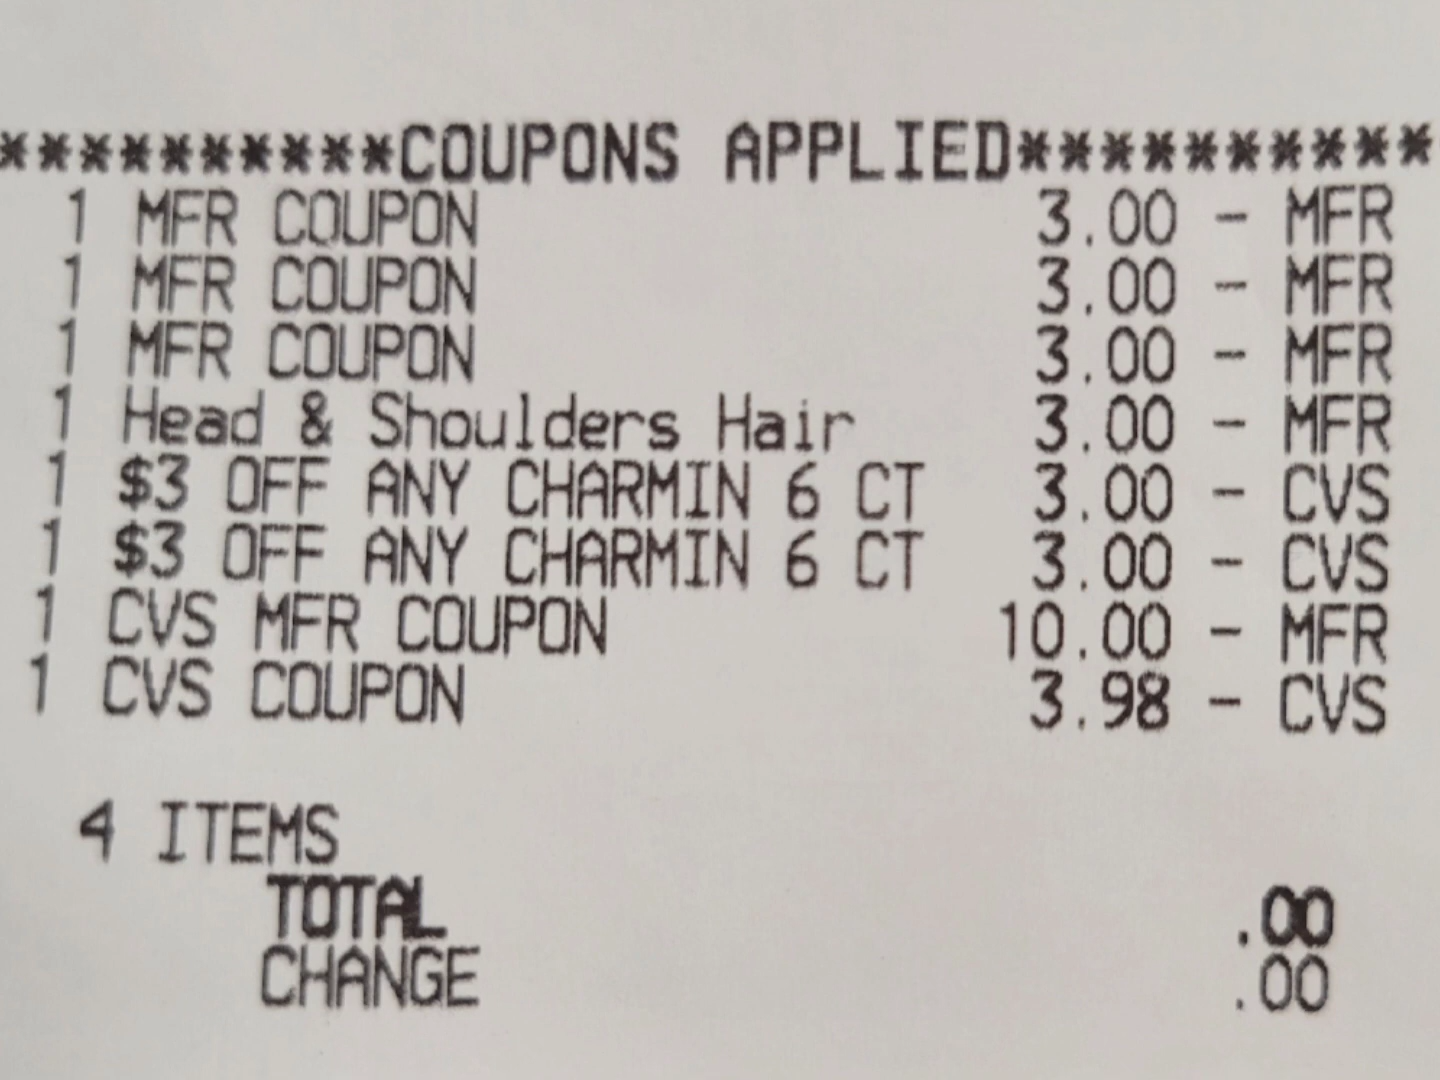 **********COUPONS APPLIED**********
1 MFR COUPON 3.00 - MFR
1 MFR COUPON 3.00 - MFR
1 MFR COUPON 3.00 - MFR
1 Head & Shoulders Hair 3.00 - MFR
1 $3 OFF ANY CHARMIN 6 CT 3.00 - CVS
1 $3 OFF ANY CHARMIN 6 CT 3.00 - CVS
1 CVS MFR COUPON 10.00 - MFR
1 CVS COUPON 3.98 - CVS
4 ITEMS
TOTAL .00
CHANGE .00